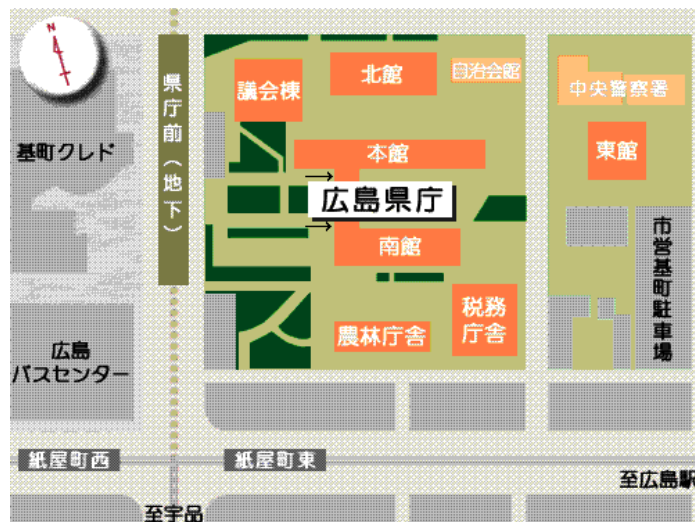 N
県庁前(地下)
議会棟
北館
自治会館
中央警察署
基町クレド
本館
東館
広島県庁
南館
市営基町駐車場
税務
庁舎
農林庁舎
広島
バスセンター
紙屋町西
紙屋町東
至広島駅
至宇品